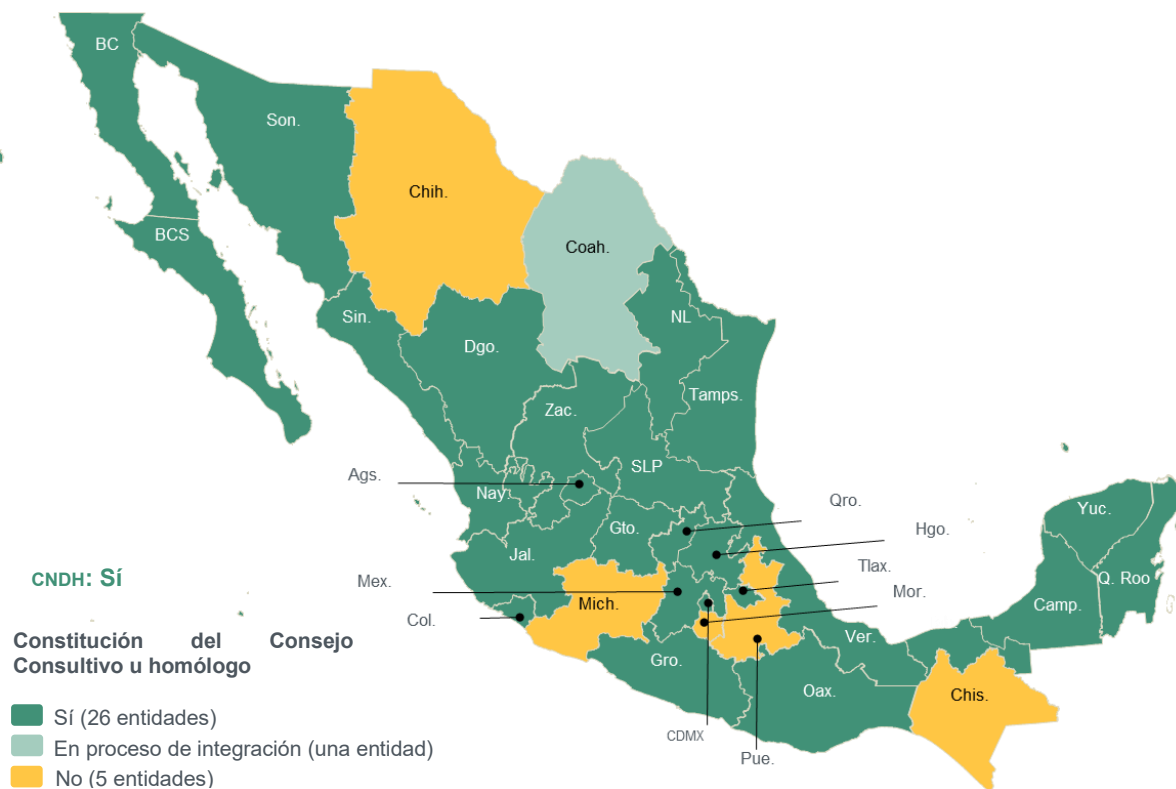 BC
Son.
Chih.
BCS
Coah.
Sin.
NL
Dgo.
Tamps.
Zac.
SLP
Ags.
Nay.
Qro.
Yuc.
Gto.
Hgo.
Jal.
Tlax.
Q. Roo
CNDH: Sí
Mex.
Mor.
Mich.
Camp.
Col.
Constitución del Consejo
Consultivo u homólogo
Ver.
Gro.
Oax.
Chis.
Sí (26 entidades)
CDMX
En proceso de integración (una entidad)
Pue.
No (5 entidades)